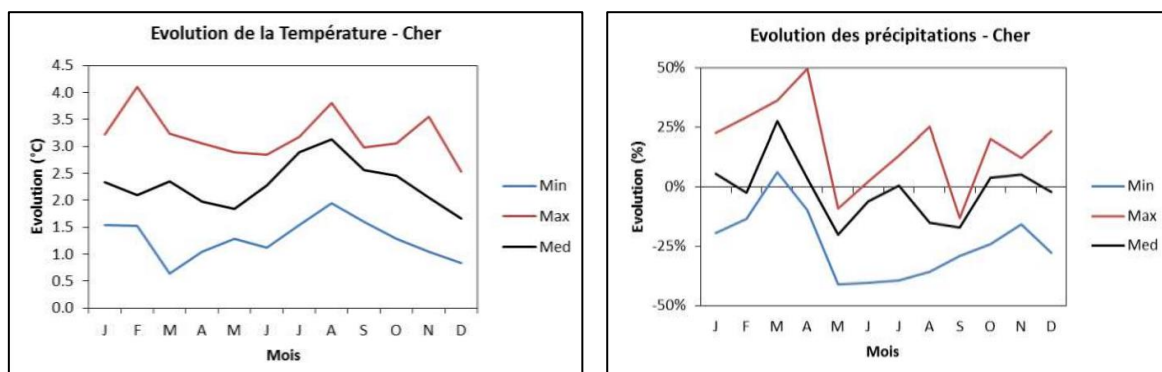 Evolution de la Température - Cher
4.5
4.0
3.5
3.0
2.5
2.0
1.5
1.0
0.5
0.0
Evolution (°C)
J F M A M J J A S O N D
Mois
Min
Max
Med
Evolution des précipitations - Cher
50%
25%
0%
-25%
-50%
Evolution (%)
J F M A M J J A S O N D
Mois
Min
Max
Med